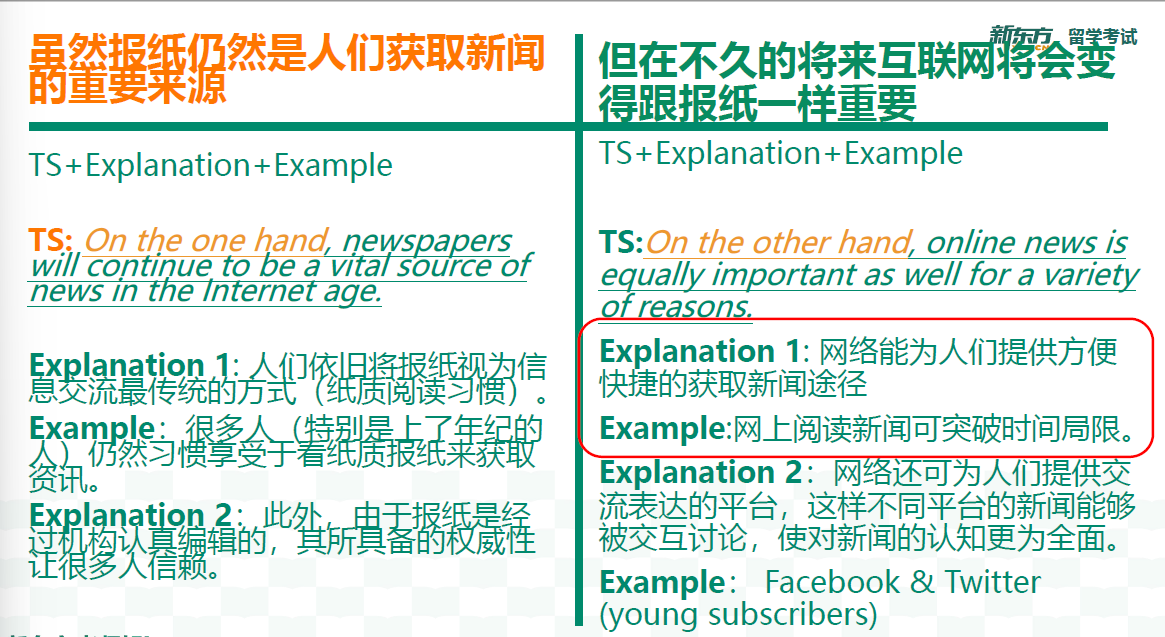 新东方 留学考试
虽然报纸仍然是人们获取新闻
的重要来源
TS+Explanation+Example
TS: On the one hand, newspapers
will continue to be a vital source of
news in the Internet age.
Explanation 1: 人们依旧将报纸视为信
息交流最传统的方式（纸质阅读习惯）。
Example：很多人（特别是上了年纪的
人）仍然习惯享受于看纸质报纸来获取
资讯。
Explanation 2：此外，由于报纸是经
过机构认真编辑的，其所具备的权威性
让很多人信赖。
但在不久的将来互联网将会变
得跟报纸一样重要
TS+Explanation+Example
TS:On the other hand, online news is
equally important as well for a variety
of reasons.
Explanation 1: 网络能为人们提供方便
快捷的获取新闻途径
Example:网上阅读新闻可突破时间局限。
Explanation 2：网络还可为人们提供交
流表达的平台，这样不同平台的新闻能够
被交互讨论，使对新闻的认知更为全面。
Example： Facebook & Twitter
(young subscribers)